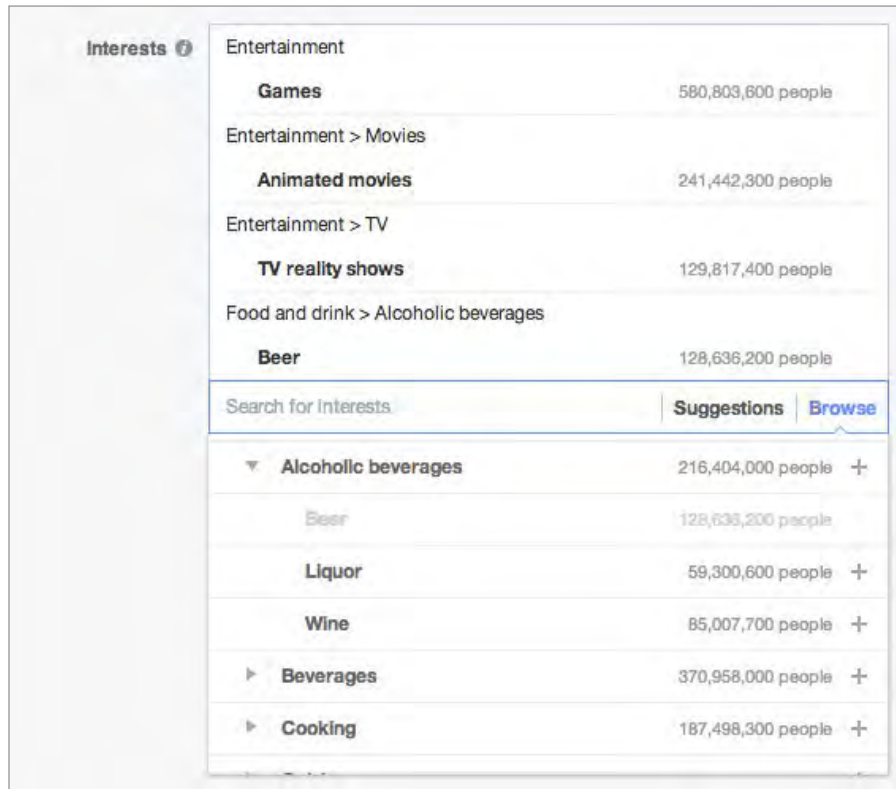 Interests
Entertainment
Games 580,803,600 people
Entertainment > Movies
Animated movies 241,442,300 people
Entertainment > TV
TV reality shows 129,817,400 people
Food and drink > Alcoholic beverages
Beer 128,636,200 people
Search for Interests Suggestions Browse
Alcoholic beverages 216,404,000 people +
Beer 128,636,200 people
Liquor 59,300,600 people +
Wine 85,007,700 people +
Beverages 370,958,000 people +
Cooking 187,498,300 people +